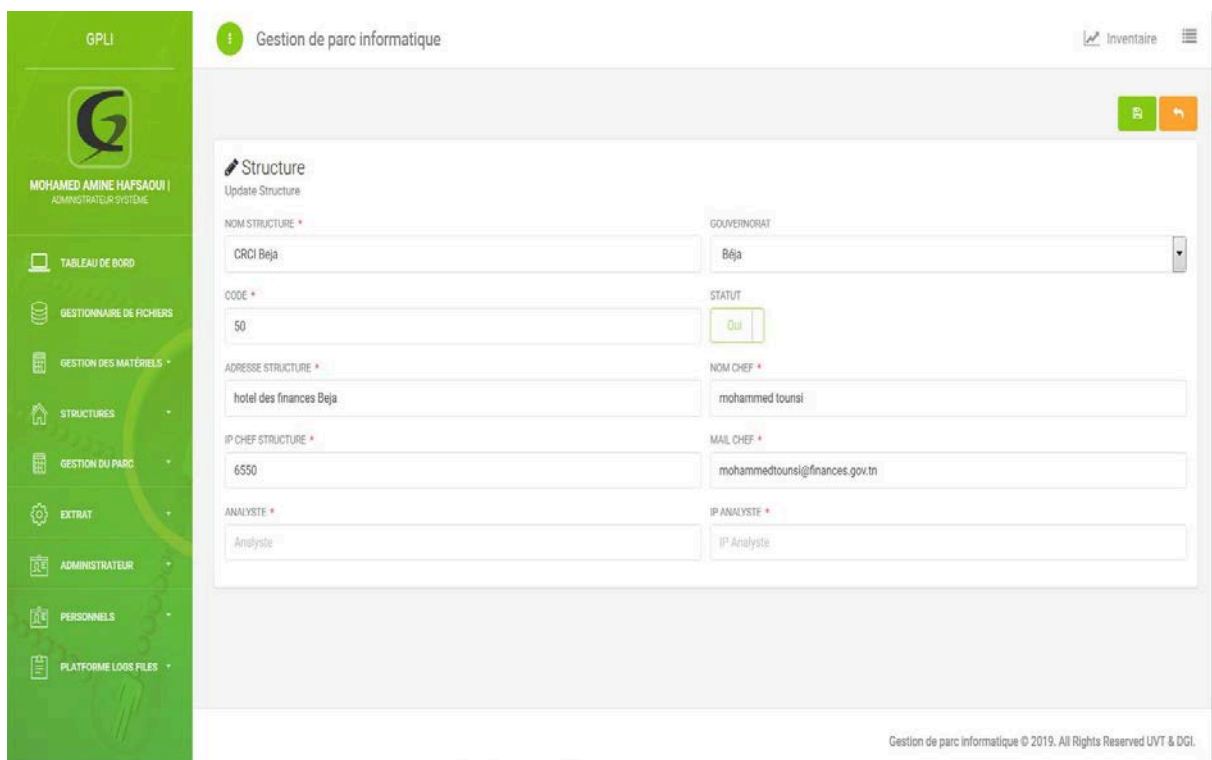 GPLI
MOHAMED AMINE HAFSAOUI |
ADMINISTRATEUR SYSTÈME
TABLEAU DE BORD
GESTIONNAIRE DE FICHIERS
GESTION DES MATÉRIELS
STRUCTURES
GESTION DU PARC
EXTRAT
ADMINISTRATEUR
PERSONNELS
PLATFORME LOGS FILES
Gestion de parc informatique
Inventaire
Structure
Update Structure
NOM STRUCTURE *
GOUVERNORAT
CRCI Beja
Béja
CODE *
STATUT
50
Oui
ADRESSE STRUCTURE *
NOM CHEF *
hotel des finances Beja
mohammed tounsi
IP CHEF STRUCTURE *
MAIL CHEF *
6550
mohammedtounsi@finances.gov.tn
ANALYSTE *
IP ANALYSTE *
Analyste
IP Analyste
Gestion de parc informatique © 2019. All Rights Reserved UVT & DGI.